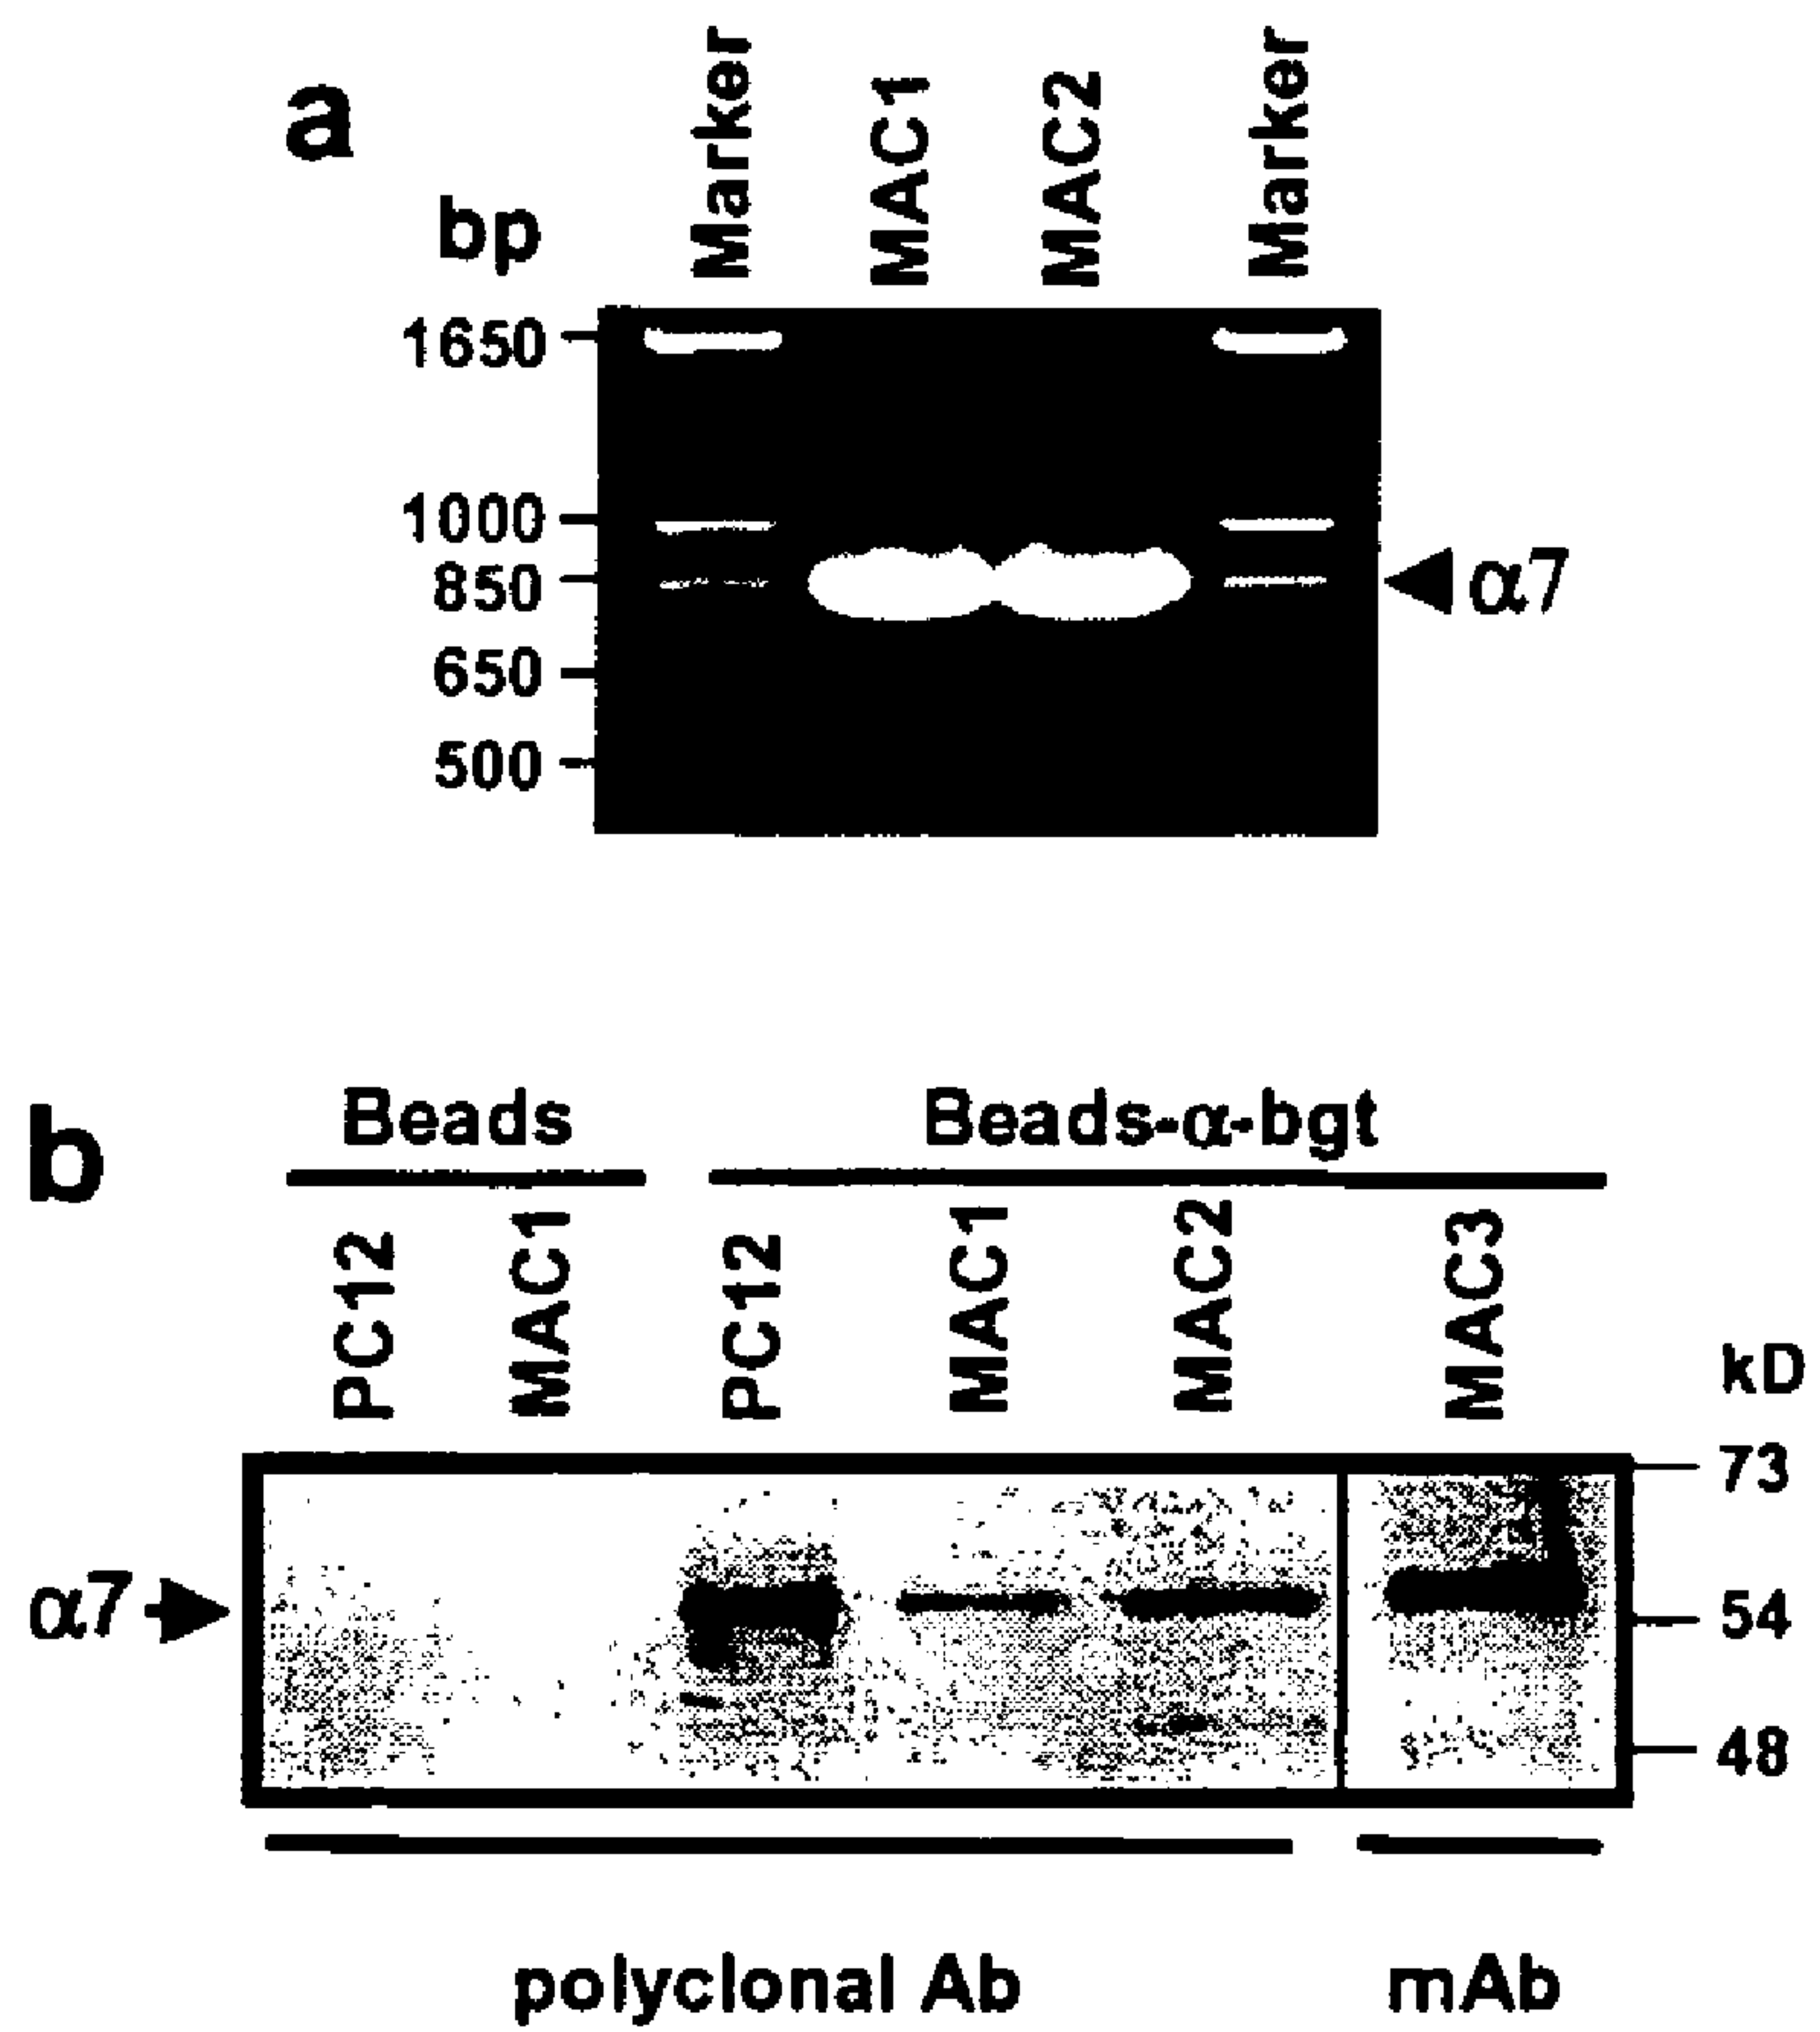 a
bp
Marker
MAC1
MAC2
Marker
1650
1000
850
650
500
α7
b
Beads
Beads-α-bgt
PC12
MAC1
PC12
MAC1
MAC2
MAC3
kD
73
54
48
α7
polyclonal Ab
mAb